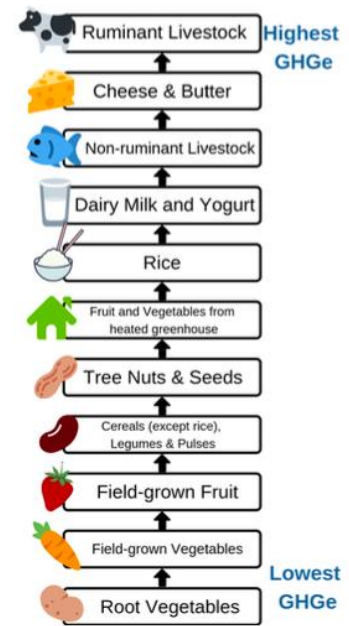 Ruminant Livestock
Highest
GHGe
Cheese & Butter
Non-ruminant Livestock
Dairy Milk and Yogurt
Rice
Fruit and Vegetables from
heated greenhouse
Tree Nuts & Seeds
Cereals (except rice),
Legumes & Pulses
Field-grown Fruit
Field-grown Vegetables
Lowest
GHGe
Root Vegetables